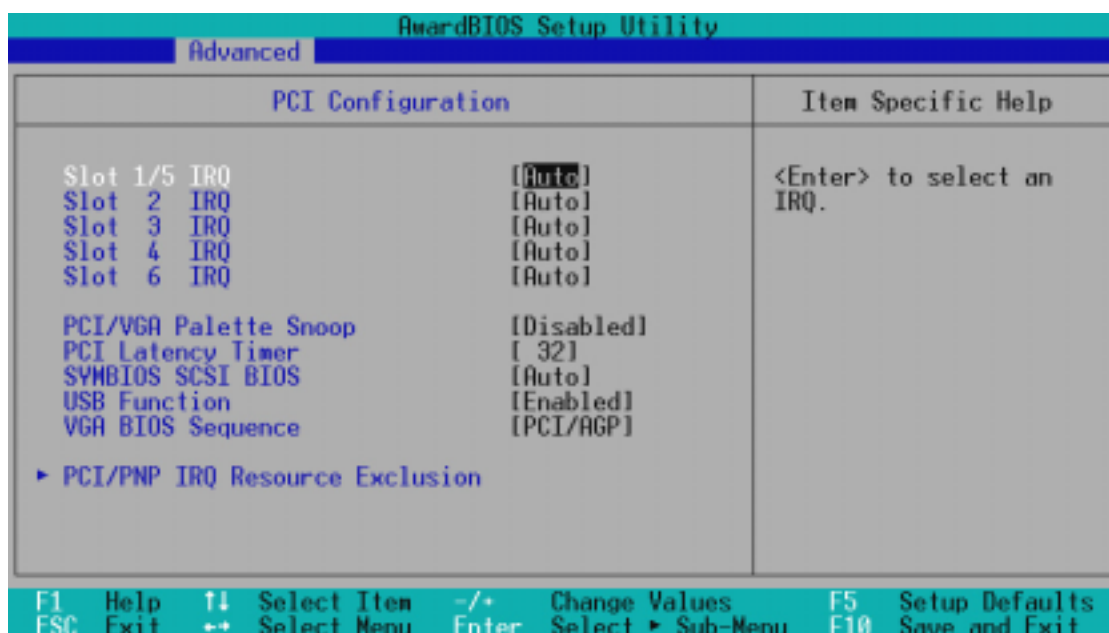 AwardBIOS Setup Utility
Advanced
PCI Configuration
Item Specific Help
Slot 1/5 IRQ [Auto]
Slot 2 IRQ [Auto]
Slot 3 IRQ [Auto]
Slot 4 IRQ [Auto]
Slot 6 IRQ [Auto]
PCI/VGA Palette Snoop [Disabled]
PCI Latency Timer [ 32]
SYMBIOS SCSI BIOS [Auto]
USB Function [Enabled]
VGA BIOS Sequence [PCI/AGP]
► PCI/PNP IRQ Resource Exclusion
<Enter> to select an
IRQ.
F1 Help ↑↓ Select Item -/+ Change Values F5 Setup Defaults
ESC Exit ←→ Select Menu Enter Select ► Sub-Menu F10 Save and Exit